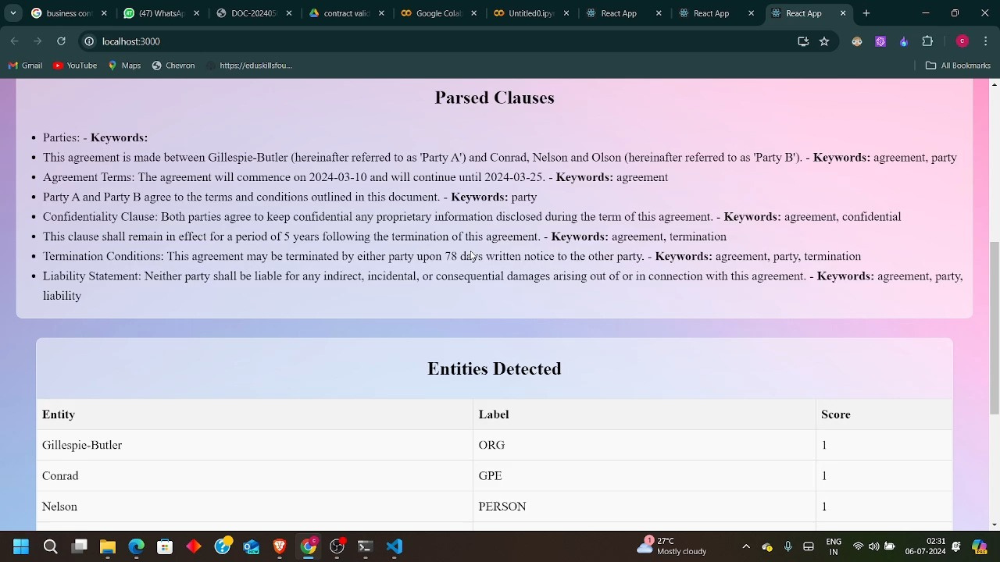 business cont
(47) WhatsAp
DOC-202405
contract valid
Google Colab
Untitled0.ipyn
React App
React App
React App
localhost:3000
Gmail
YouTube
Maps
Chevron
https://eduskillsfou...
All Bookmarks
Parsed Clauses
• Parties: - Keywords:
• This agreement is made between Gillespie-Butler (hereinafter referred to as 'Party A') and Conrad, Nelson and Olson (hereinafter referred to as 'Party B'). - Keywords: agreement, party
• Agreement Terms: The agreement will commence on 2024-03-10 and will continue until 2024-03-25. - Keywords: agreement
• Party A and Party B agree to the terms and conditions outlined in this document. - Keywords: party
• Confidentiality Clause: Both parties agree to keep confidential any proprietary information disclosed during the term of this agreement. - Keywords: agreement, confidential
• This clause shall remain in effect for a period of 5 years following the termination of this agreement. - Keywords: agreement, termination
• Termination Conditions: This agreement may be terminated by either party upon 78 days written notice to the other party. - Keywords: agreement, party, termination
• Liability Statement: Neither party shall be liable for any indirect, incidental, or consequential damages arising out of or in connection with this agreement. - Keywords: agreement, party,
liability
Entities Detected
Entity Label Score
Gillespie-Butler ORG 1
Conrad GPE 1
Nelson PERSON 1
27°C
Mostly cloudy
ENG
IN
02:31
06-07-2024